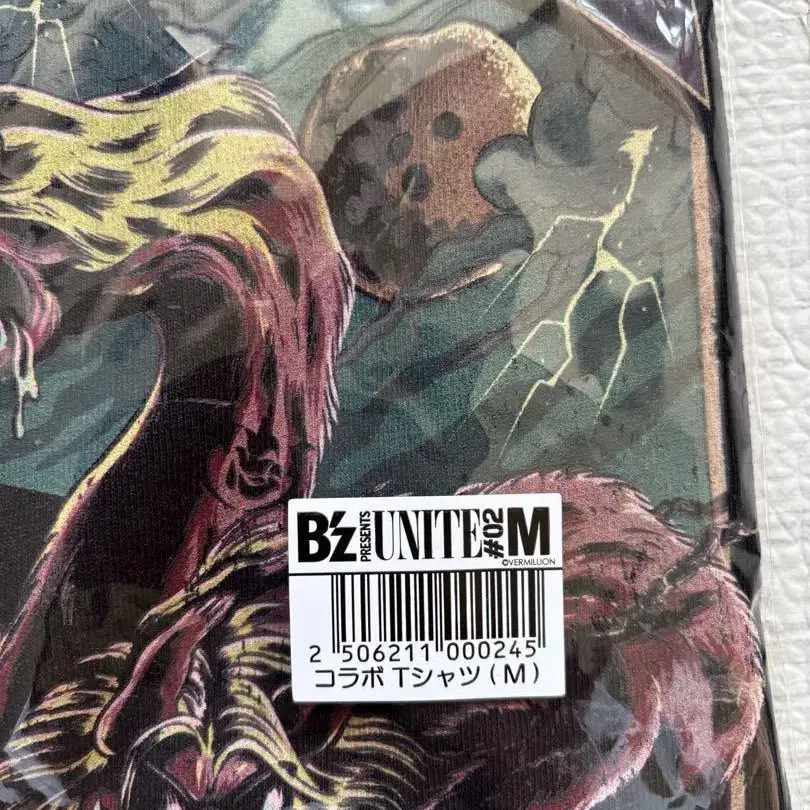 B'z PRESENTS UNITE #02 M
©VERMILLION
2 506211 000245
コラボ Tシャツ (M)